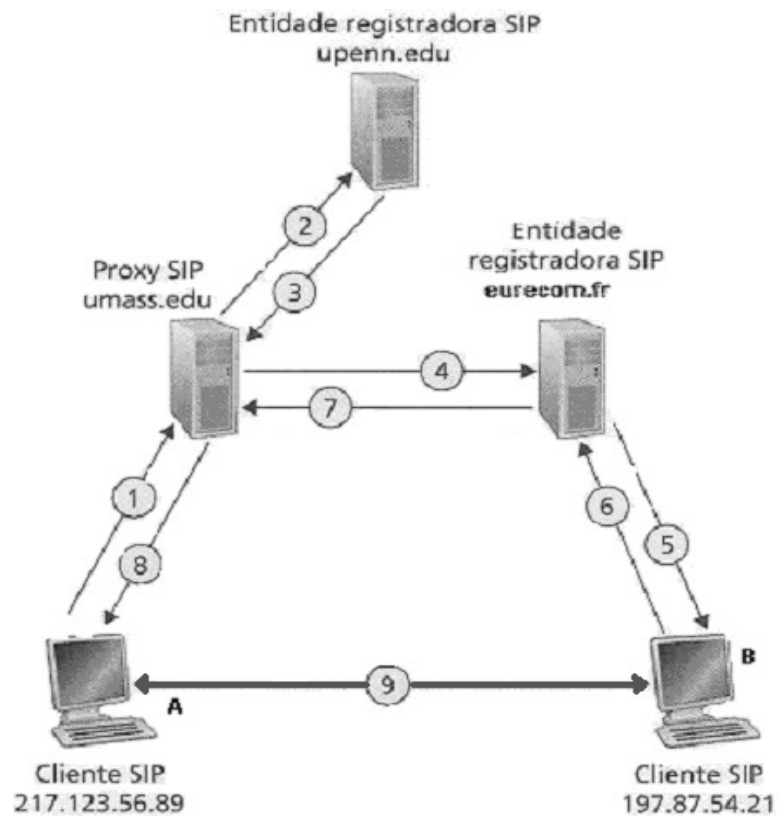 Entidade registradora SIP
upenn.edu
2
3
Entidade
registradora SIP
eurecom.fr
Proxy SIP
umass.edu
4
7
1
8
6
5
B
9
A
Cliente SIP
217.123.56.89
Cliente SIP
197.87.54.21